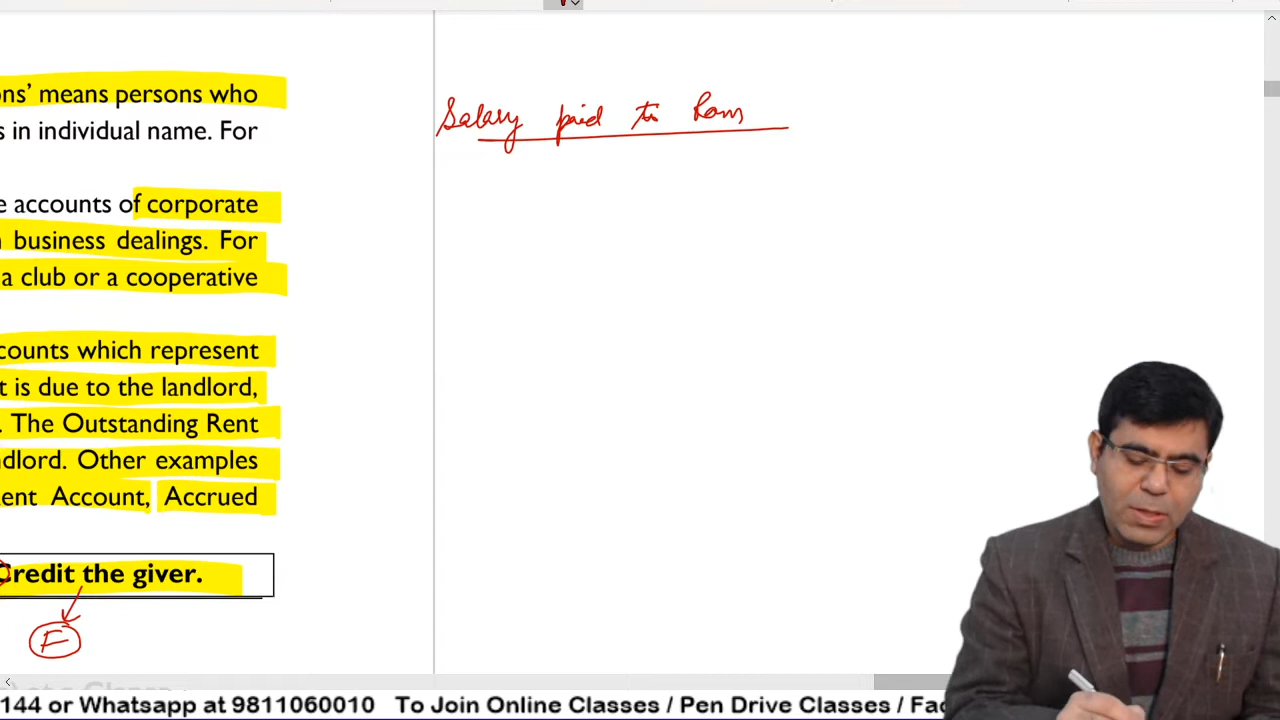 ons’ means persons who
s in individual name. For
e accounts of corporate
n business dealings. For
a club or a cooperative
counts which represent
t is due to the landlord,
. The Outstanding Rent
ndlord. Other examples
ent Account, Accrued
Credit the giver.
F
Salary paid to Ram
144 or Whatsapp at 9811060010 To Join Online Classes / Pen Drive Classes / Fac